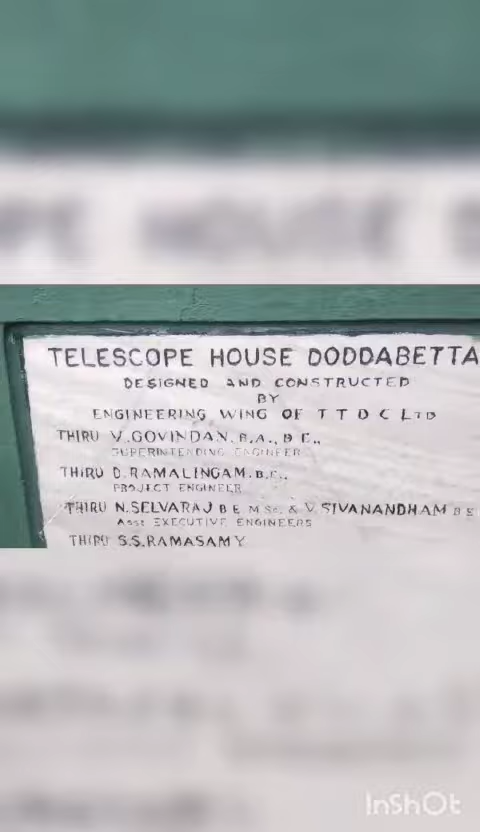 TELESCOPE HOUSE DODDABETTA
DESIGNED AND CONSTRUCTED
BY
ENGINEERING WING OF T T D C LTD
THIRU V.GOVINDAN. B.A., B E.,
SUPERINTENDING ENGINEER
THIRU D.RAMALINGAM. B.E.,
PROJECT ENGINEER
THIRU N.SELVARAJ B E M Sc. & V. SIVANANDHAM B E
Asst EXECUTIVE ENGINEERS
THIRU S.S.RAMASAMY
InShOt